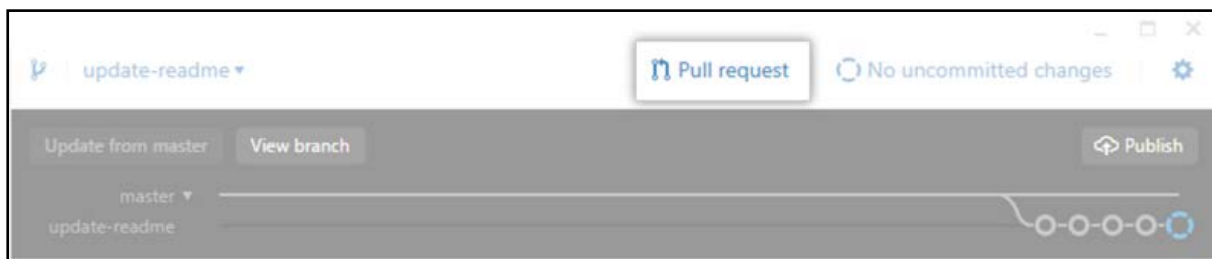 update-readme
Pull request
No uncommitted changes
Update from master
View branch
Publish
master
update-readme